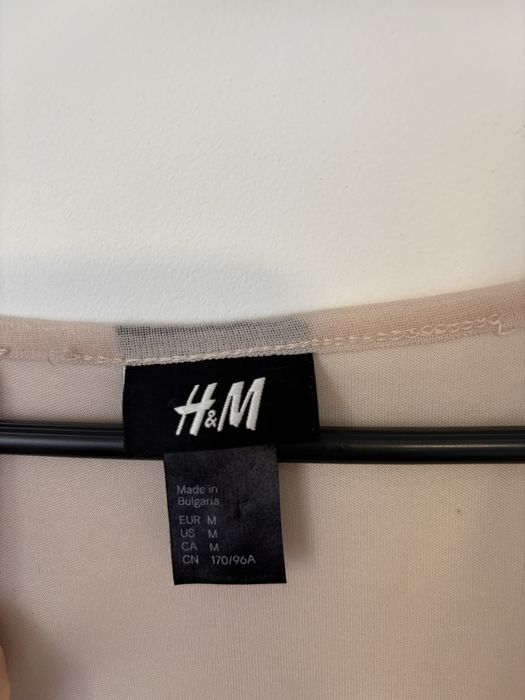 H&M
Made in
Bulgaria
EUR M
US M
CA M
CN 170/96A